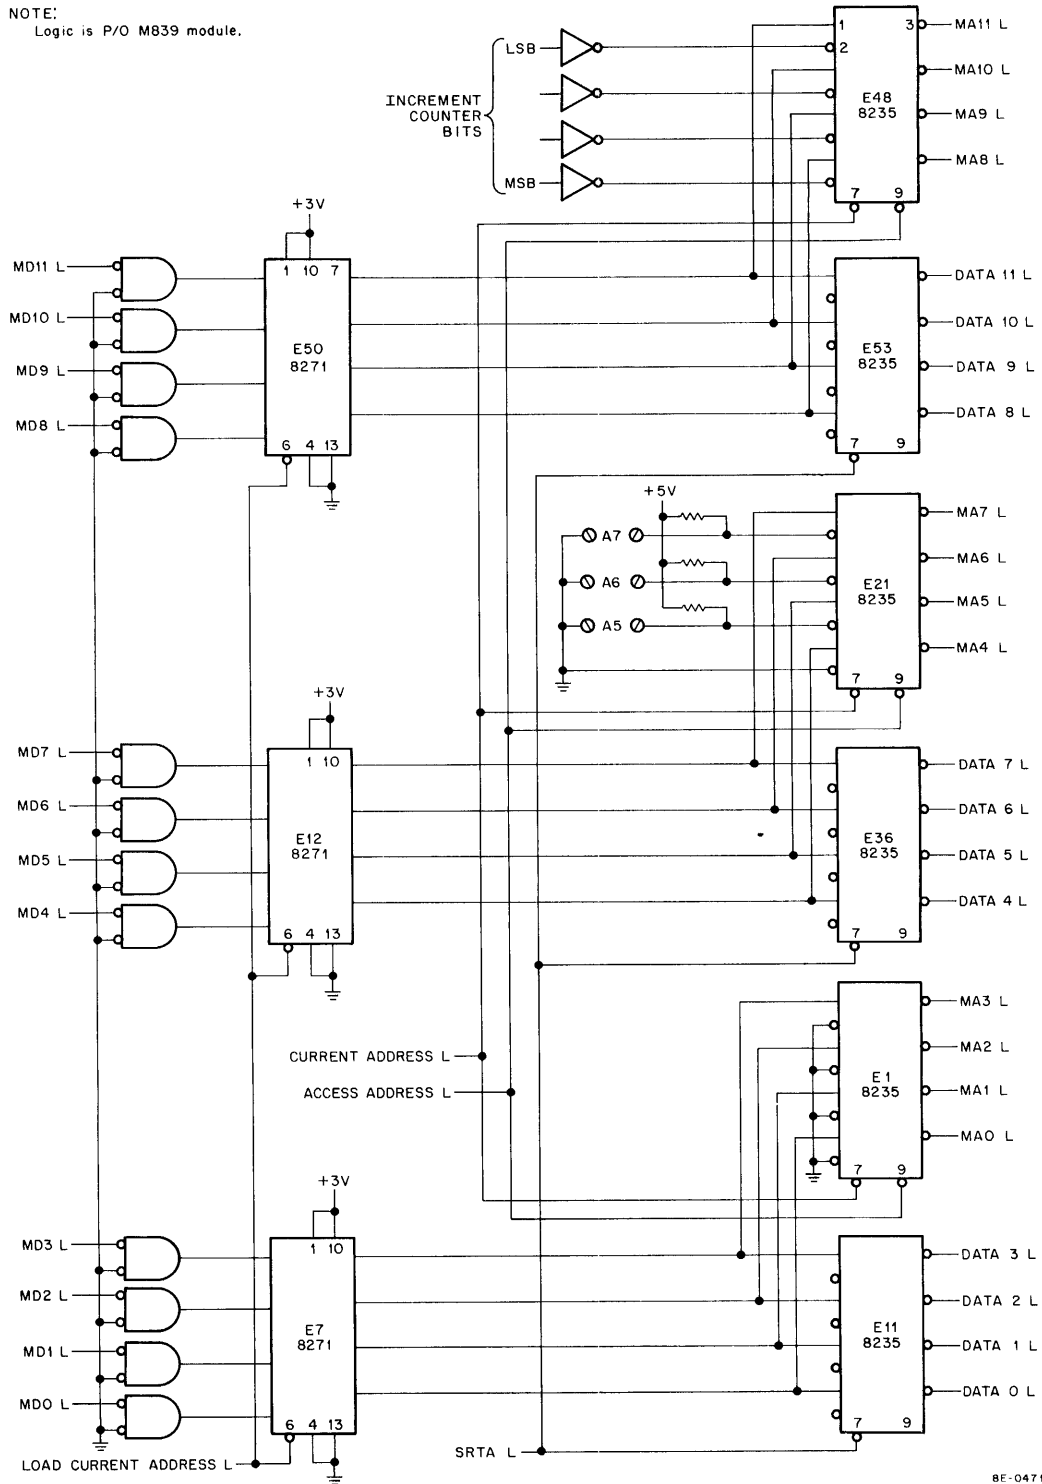 NOTE:
Logic is P/O M839 module.
INCREMENT
COUNTER
BITS
LSB
MSB
1 3
2
E48
8235
7 9
MA11 L
MA10 L
MA9 L
MA8 L
+3V
MD11 L
MD10 L
MD9 L
MD8 L
1 10 7
E50
8271
6 4 13
E53
8235
7 9
DATA 11 L
DATA 10 L
DATA 9 L
DATA 8 L
+5V
A7
A6
A5
E21
8235
7 9
MA7 L
MA6 L
MA5 L
MA4 L
+3V
MD7 L
MD6 L
MD5 L
MD4 L
1 10
E12
8271
6 4 13
E36
8235
7 9
DATA 7 L
DATA 6 L
DATA 5 L
DATA 4 L
CURRENT ADDRESS L
ACCESS ADDRESS L
E1
8235
7 9
MA3 L
MA2 L
MA1 L
MA0 L
+3V
MD3 L
MD2 L
MD1 L
MD0 L
1 10
E7
8271
6 4 13
E11
8235
7 9
DATA 3 L
DATA 2 L
DATA 1 L
DATA 0 L
LOAD CURRENT ADDRESS L
SRTA L
8E-0471